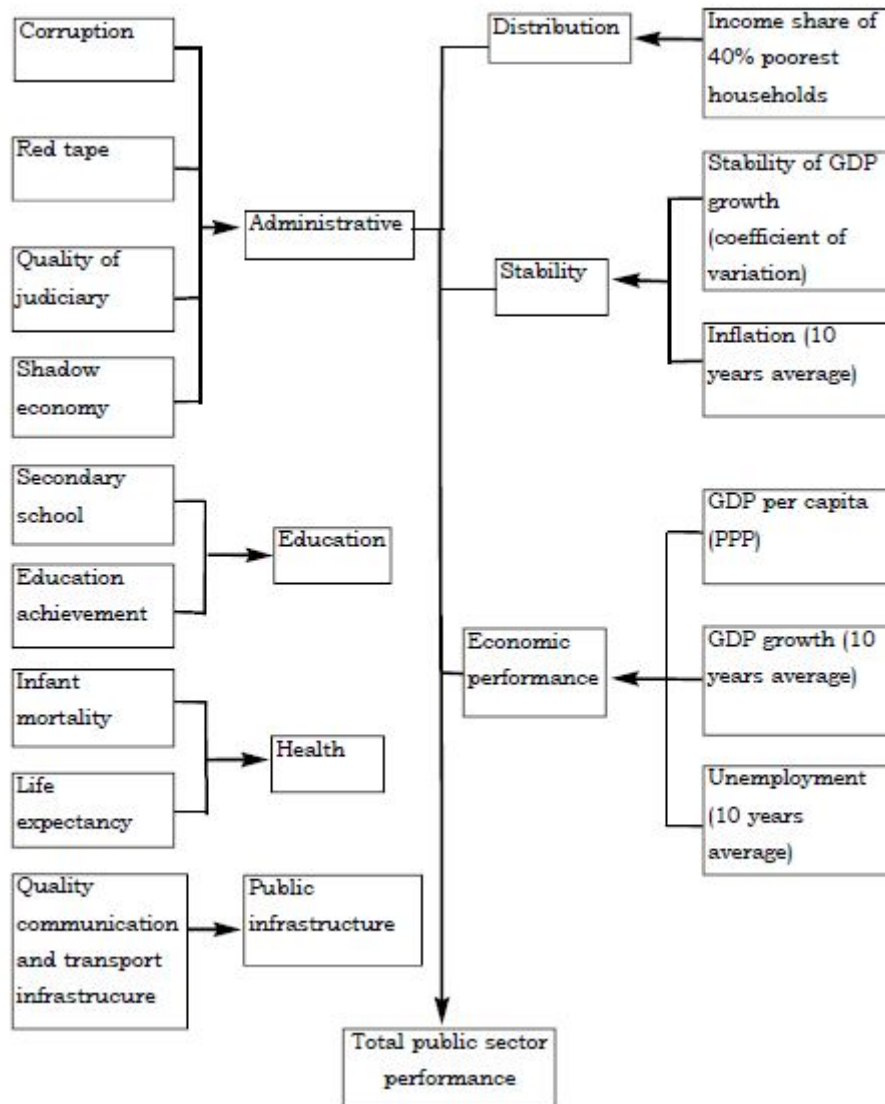 Corruption
Red tape
Quality of
judiciary
Shadow
economy
Administrative
Secondary
school
Education
achievement
Education
Infant
mortality
Life
expectancy
Health
Quality
communication
and transport
infrastrucure
Public
infrastructure
Distribution
Income share of
40% poorest
households
Stability
Stability of GDP
growth
(coefficient of
variation)
Inflation (10
years average)
Economic
performance
GDP per capita
(PPP)
GDP growth (10
years average)
Unemployment
(10 years
average)
Total public sector
performance